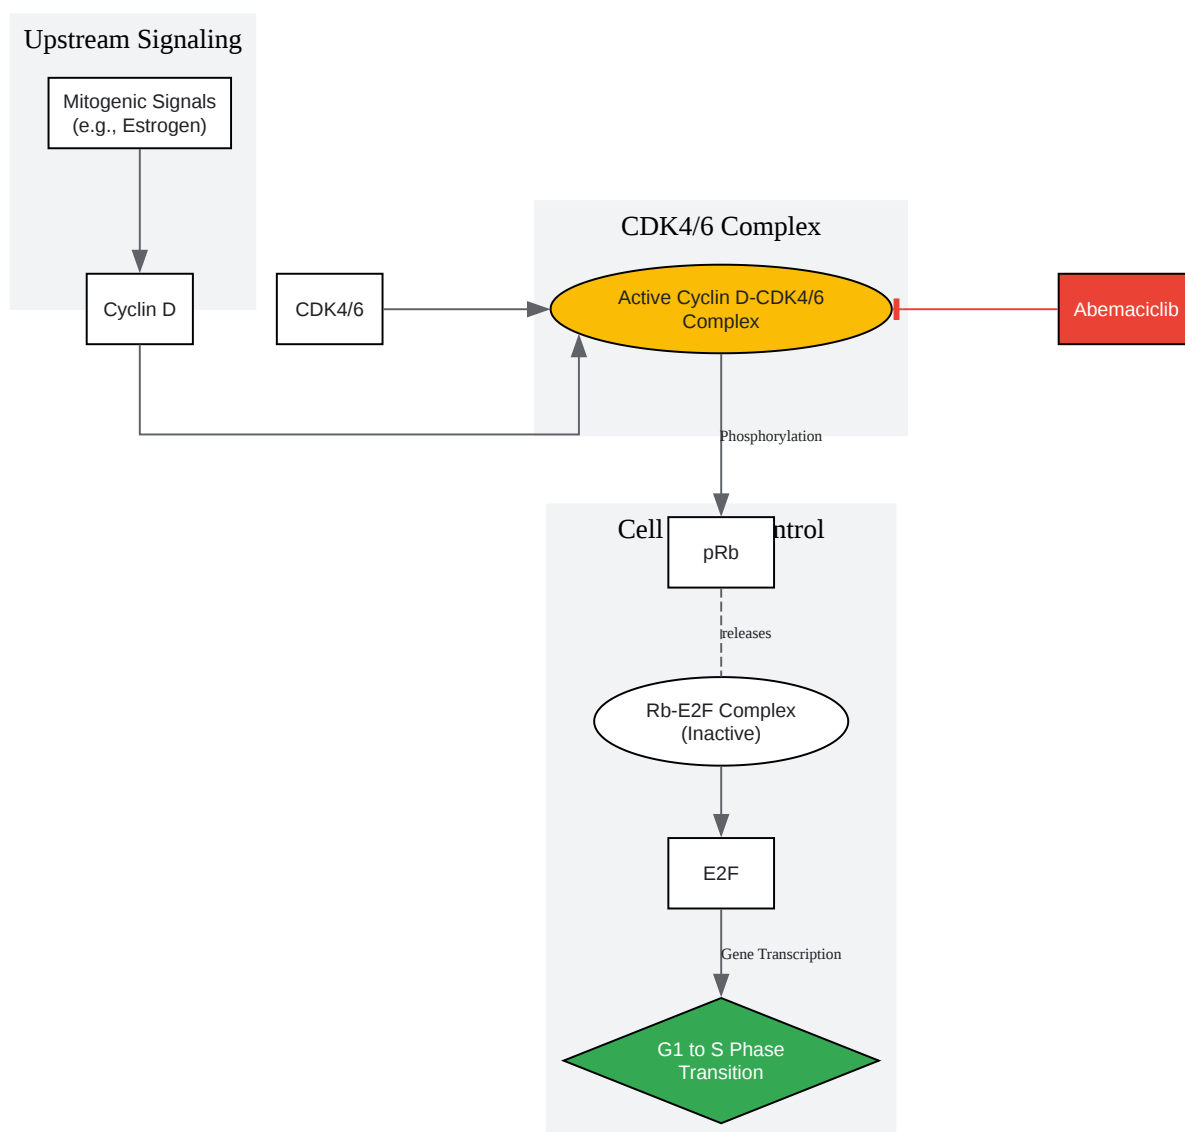 Upstream Signaling
Mitogenic Signals
(e.g., Estrogen)
CDK4/6 Complex
Cyclin D
CDK4/6
Active Cyclin D-CDK4/6
Complex
Abemaciclib
Phosphorylation
Cell ntrol
pRb
releases
Rb-E2F Complex
(Inactive)
E2F
Gene Transcription
G1 to S Phase
Transition